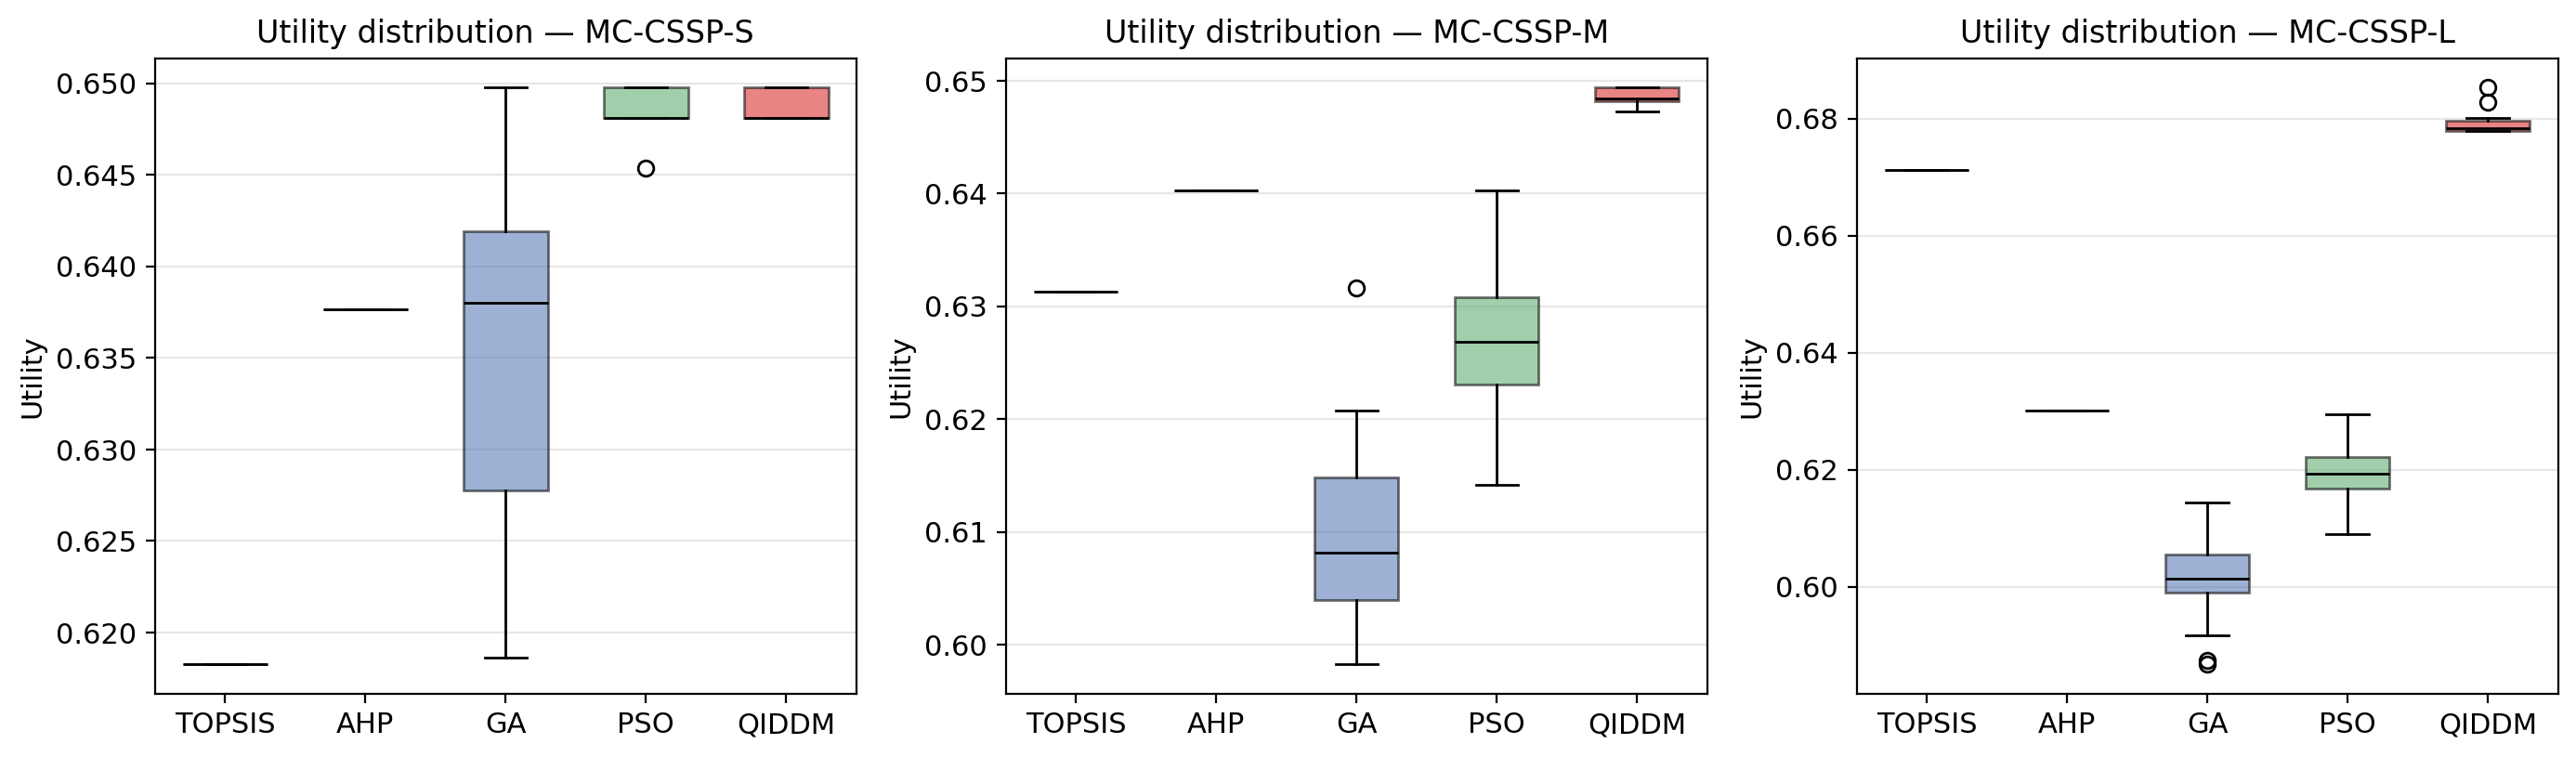 Utility distribution — MC-CSSP-S
Utility
0.650
0.645
0.640
0.635
0.630
0.625
0.620
TOPSIS
AHP
GA
PSO
QIDDM
Utility distribution — MC-CSSP-M
Utility
0.65
0.64
0.63
0.62
0.61
0.60
TOPSIS
AHP
GA
PSO
QIDDM
Utility distribution — MC-CSSP-L
Utility
0.68
0.66
0.64
0.62
0.60
TOPSIS
AHP
GA
PSO
QIDDM